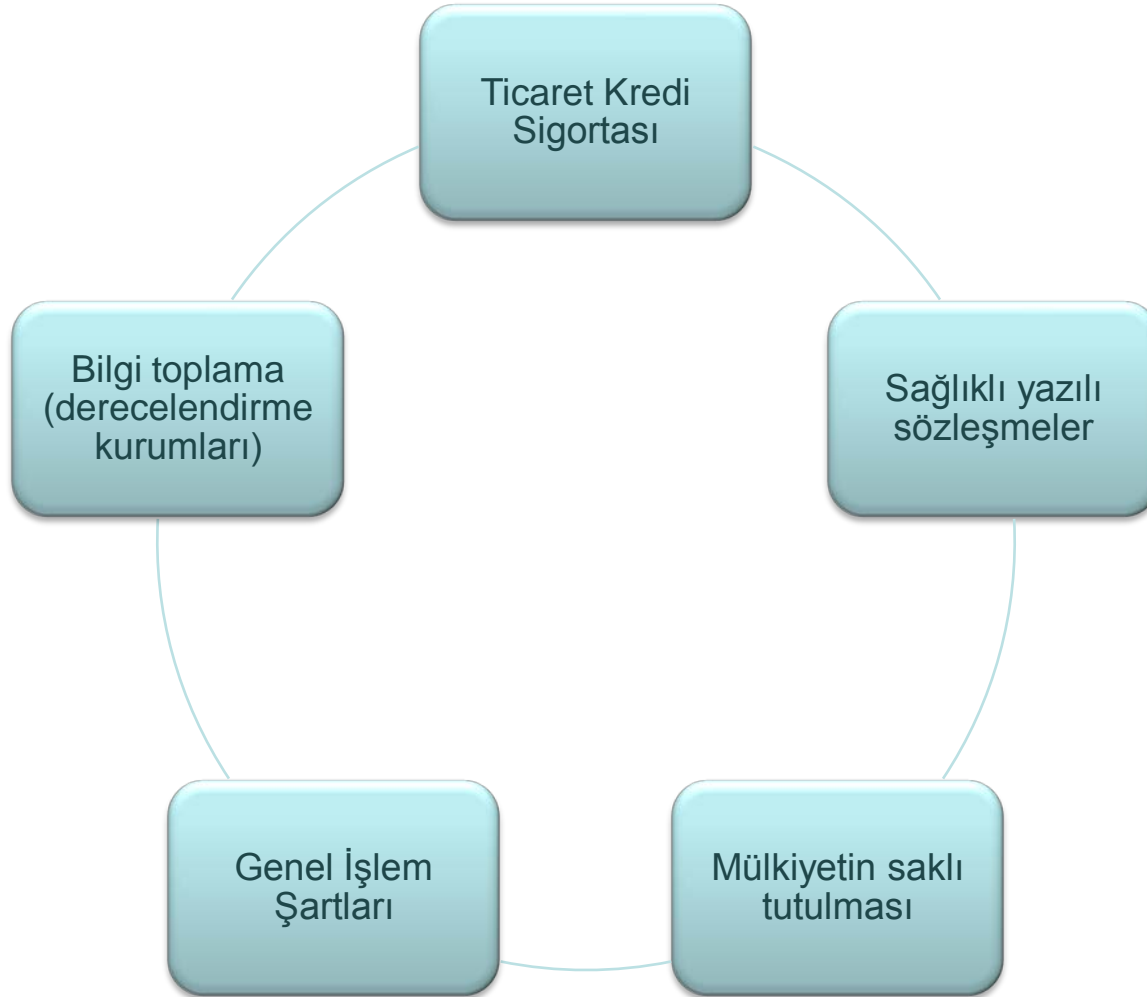 Ticaret Kredi
Sigortası
Sağlıklı yazılı
sözleşmeler
Mülkiyetin saklı
tutulması
Genel İşlem
Şartları
Bilgi toplama
(derecelendirme
kurumları)